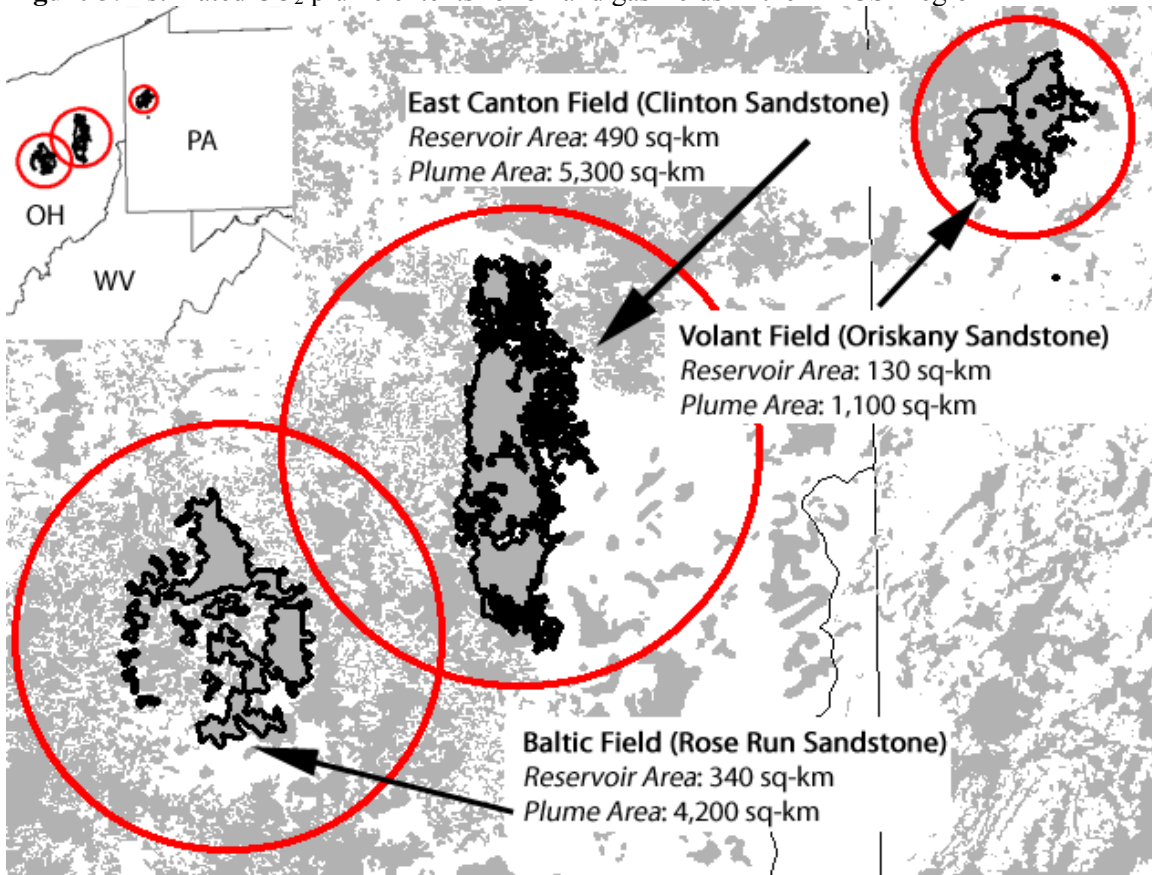 PA
OH
WV
East Canton Field (Clinton Sandstone)
Reservoir Area: 490 sq-km
Plume Area: 5,300 sq-km
Volant Field (Oriskany Sandstone)
Reservoir Area: 130 sq-km
Plume Area: 1,100 sq-km
Baltic Field (Rose Run Sandstone)
Reservoir Area: 340 sq-km
Plume Area: 4,200 sq-km